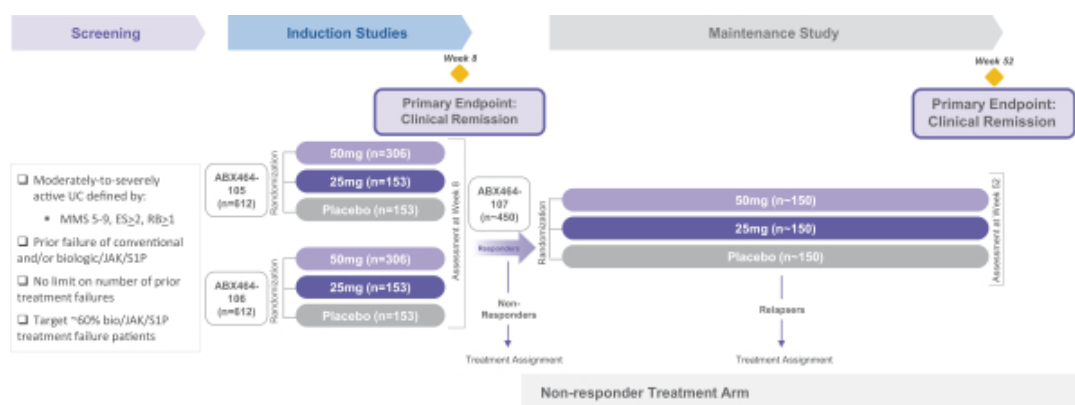 Screening
Induction Studies
Maintenance Study
Week 8
Week 52
Primary Endpoint:
Clinical Remission
Primary Endpoint:
Clinical Remission
❑ Moderately-to-severely
active UC defined by:
▪ MMS 5-9, ES≥2, RB≥1
❑ Prior failure of conventional
and/or biologic/JAK/S1P
❑ No limit on number of prior
treatment failures
❑ Target ~60% bio/JAK/S1P
treatment failure patients
ABX464-
105
(n=612)
Randomization
50mg (n=306)
25mg (n=153)
Placebo (n=153)
ABX464-
106
(n=612)
Randomization
50mg (n=306)
25mg (n=153)
Placebo (n=153)
Assessment at Week 8
ABX464-
107
(n~450)
Responders
Non-
Responders
Treatment Assignment
Randomization
50mg (n~150)
25mg (n~150)
Placebo (n~150)
Assessment at Week 52
Relapsers
Treatment Assignment
Non-responder Treatment Arm